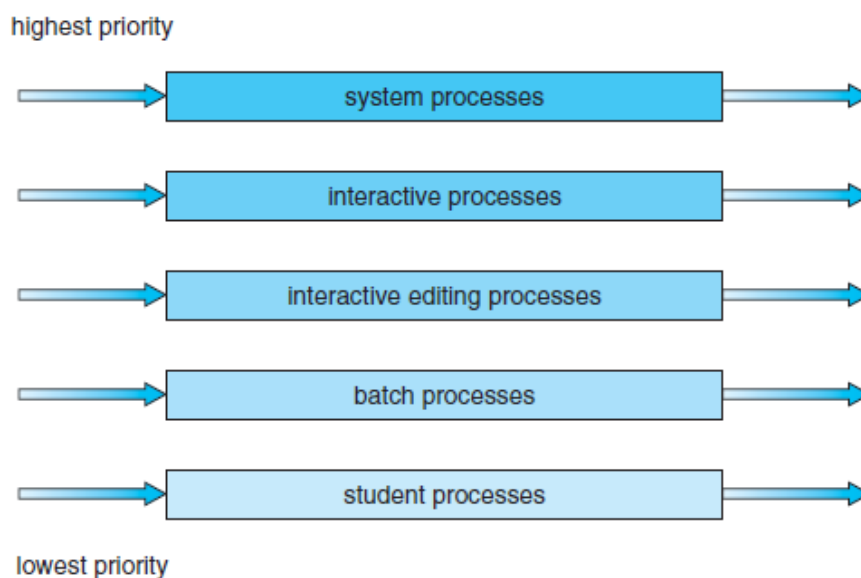 highest priority
system processes
interactive processes
interactive editing processes
batch processes
student processes
lowest priority